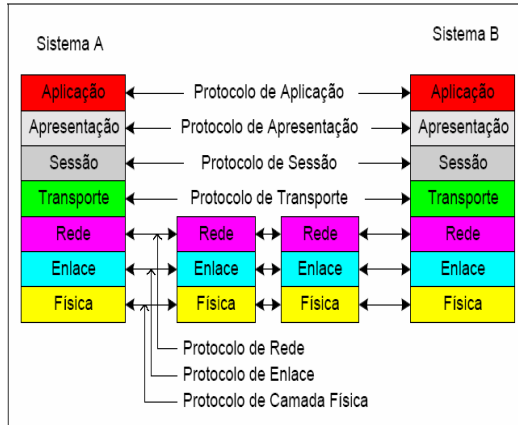 Sistema A
Sistema B
Aplicação Protocolo de Aplicação Aplicação
Apresentação Protocolo de Apresentação Apresentação
Sessão Protocolo de Sessão Sessão
Transporte Protocolo de Transporte Transporte
Rede Rede Rede Rede
Enlace Enlace Enlace Enlace
Física Física Física Física
Protocolo de Rede
Protocolo de Enlace
Protocolo de Camada Física